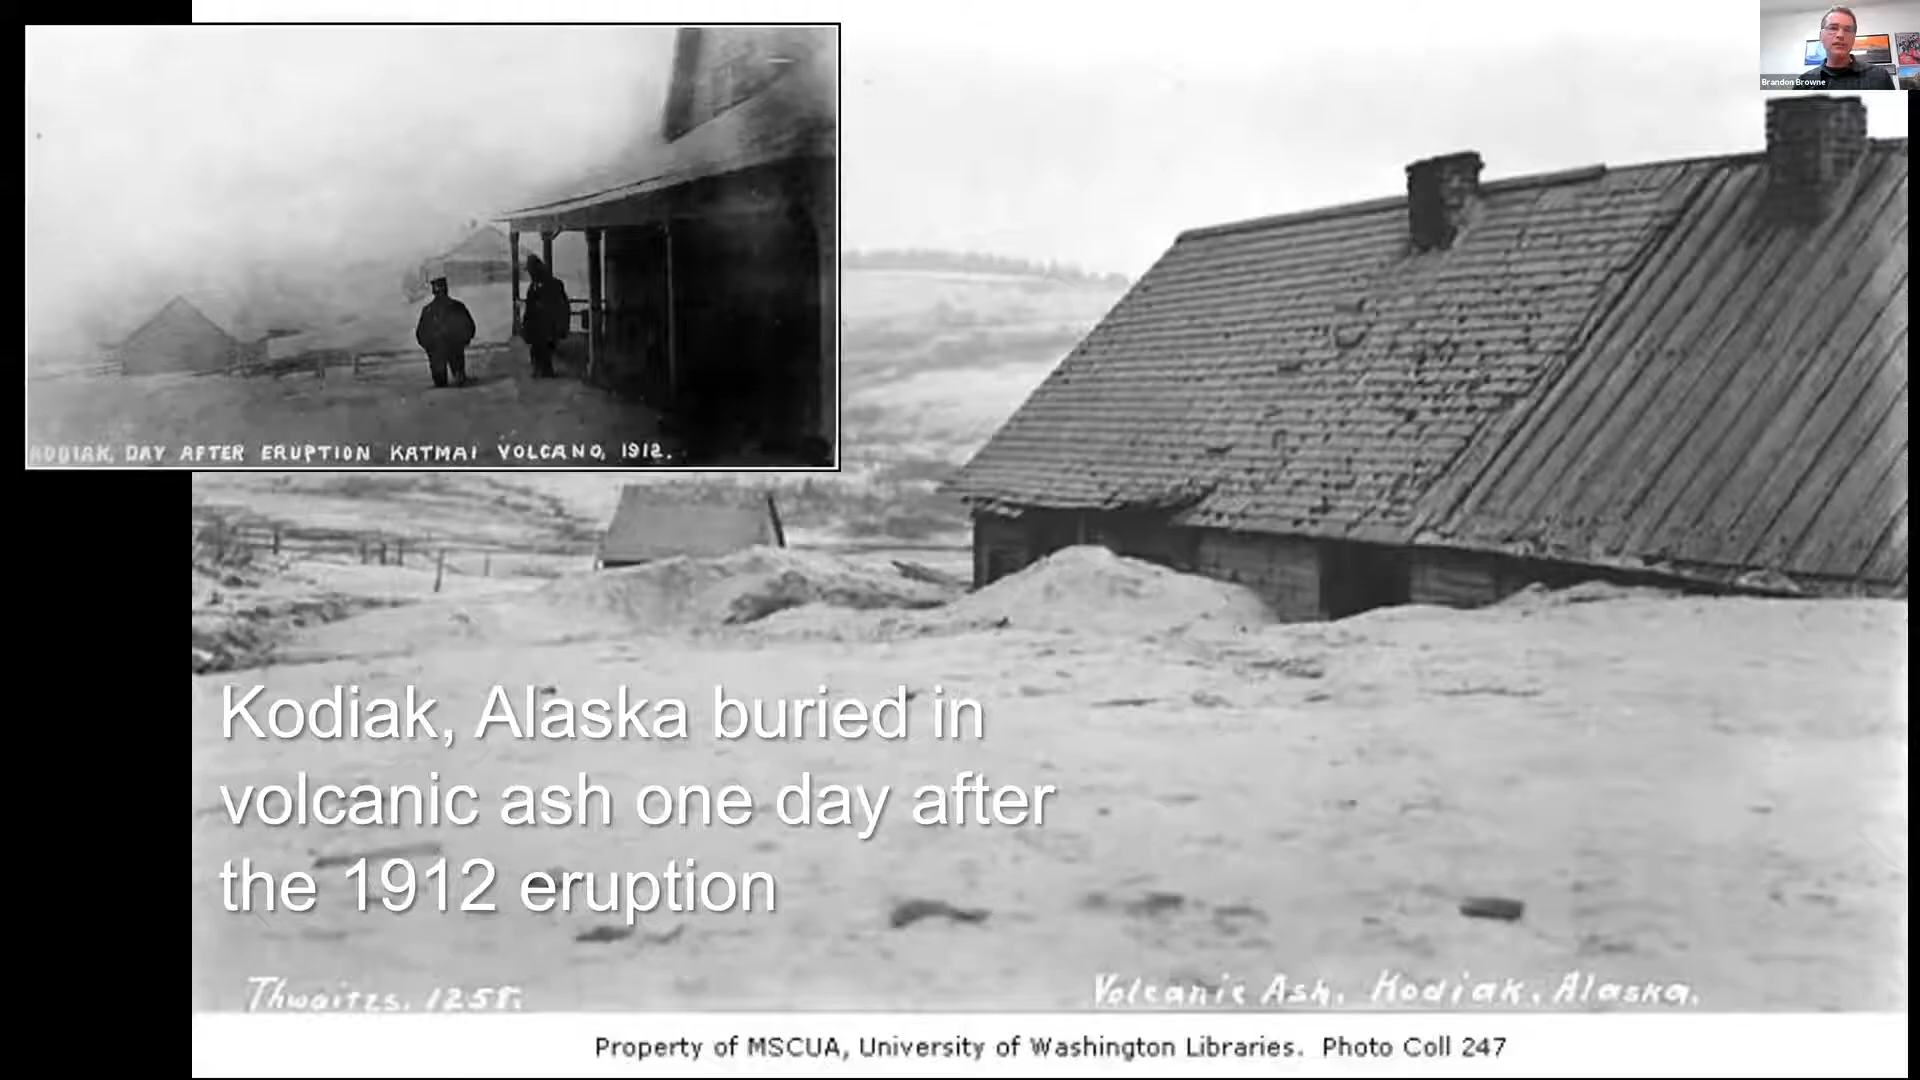 Brandon Browne
KODIAK, DAY AFTER ERUPTION KATMAI VOLCANO, 1912.
Kodiak, Alaska buried in
volcanic ash one day after
the 1912 eruption
Thwaites. 1258.
Volcanic Ash. Kodiak. Alaska.
Property of MSCUA, University of Washington Libraries. Photo Coll 247